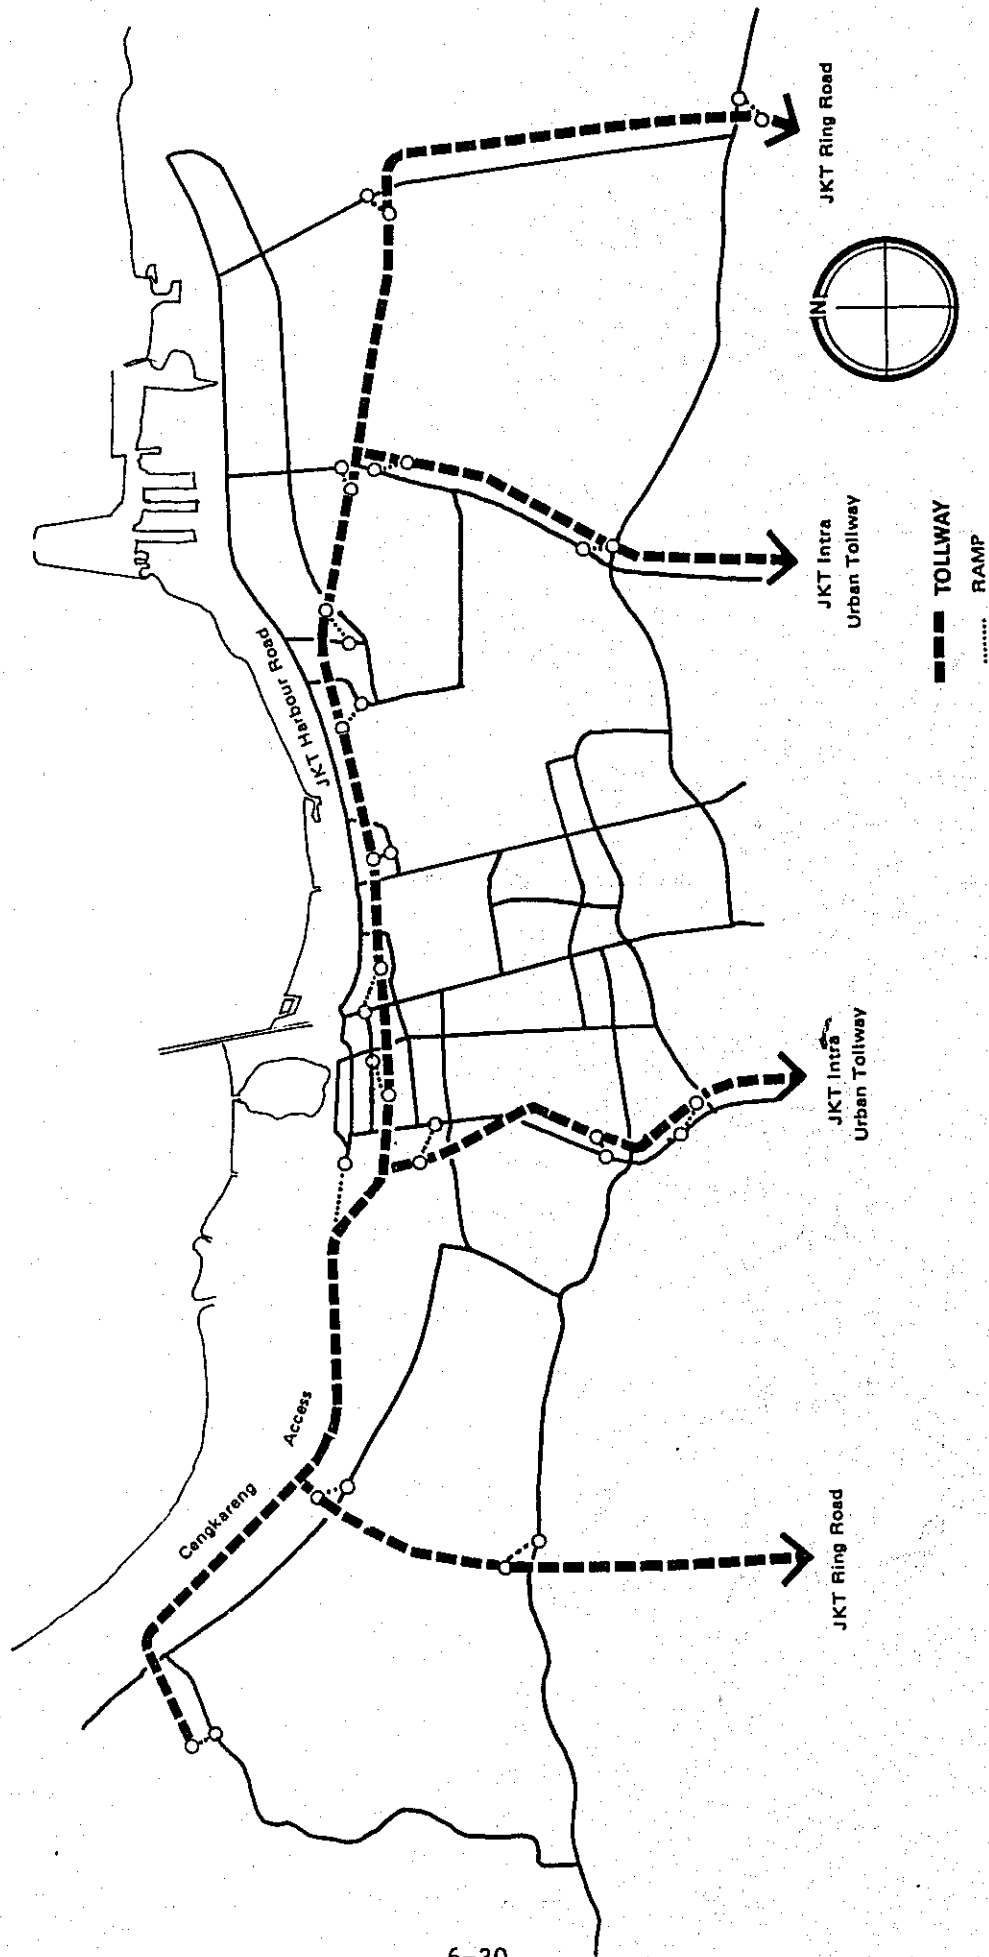 JKT Ring Road
N
JKT Harbour Road
JKT Intra
Urban Tollway
TOLLWAY
RAMP
JKT Intra
Urban Tollway
Access
Cengkareng
JKT Ring Road
6-30